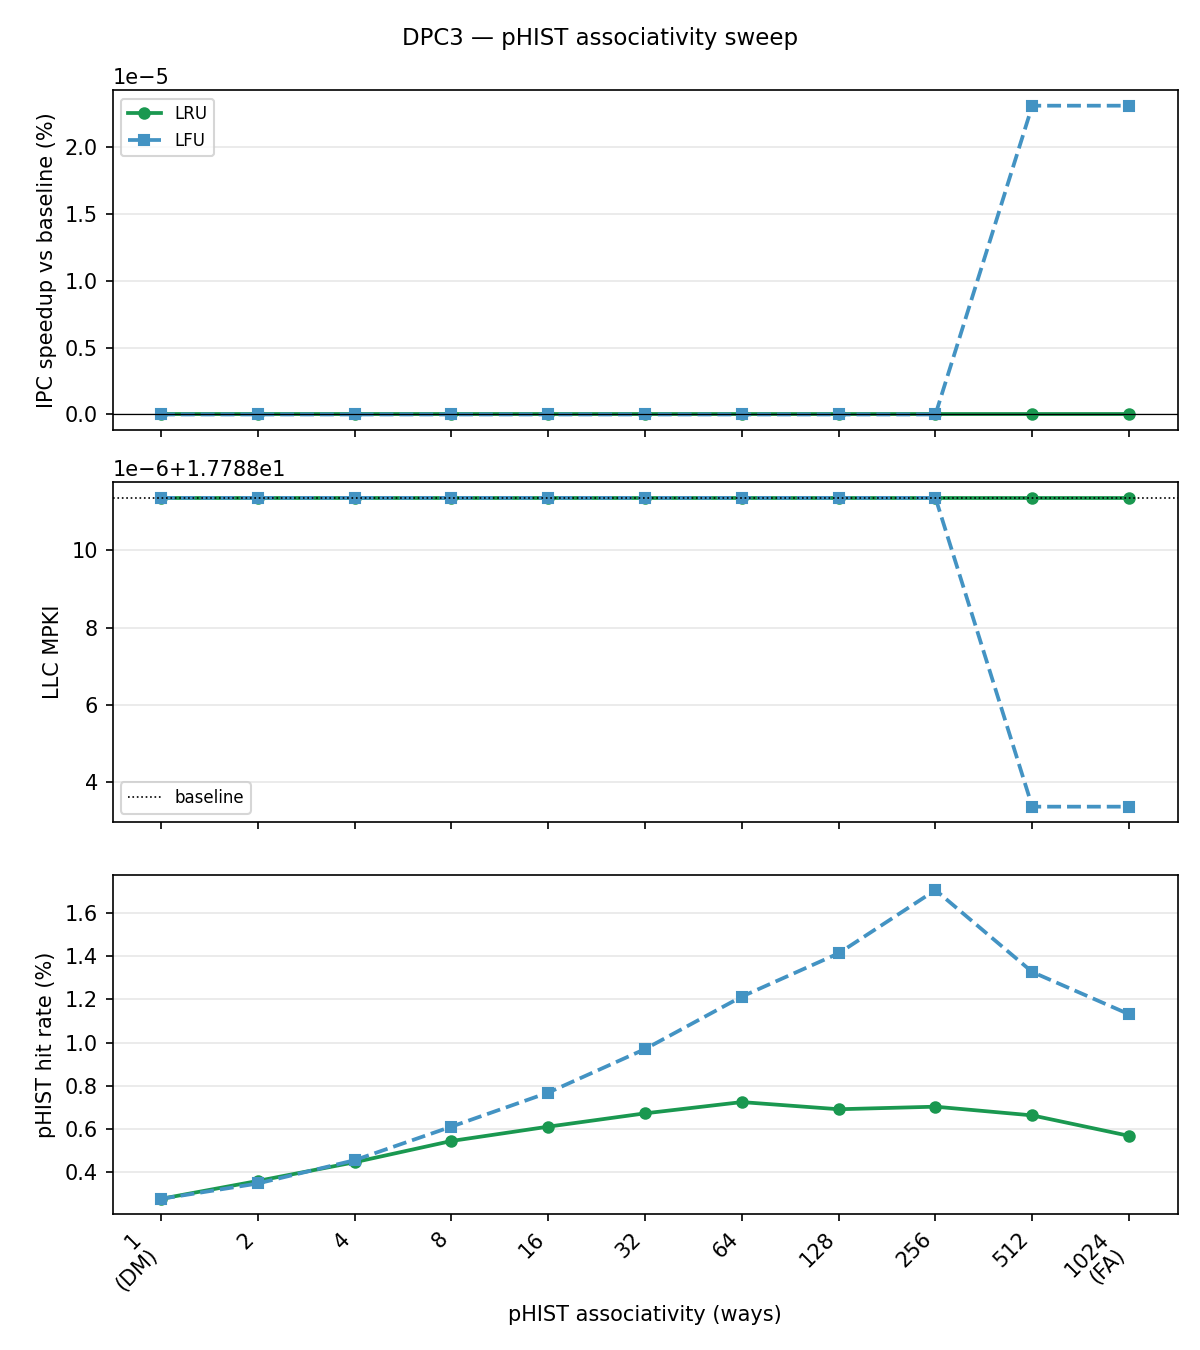 DPC3 — pHIST associativity sweep
1e−5
IPC speedup vs baseline (%)
2.0
1.5
1.0
0.5
0.0
LRU
LFU
1e−6+1.7788e1
LLC MPKI
10
8
6
4
baseline
pHIST hit rate (%)
1.6
1.4
1.2
1.0
0.8
0.6
0.4
1
(DM)
2
4
8
16
32
64
128
256
512
1024
(FA)
pHIST associativity (ways)